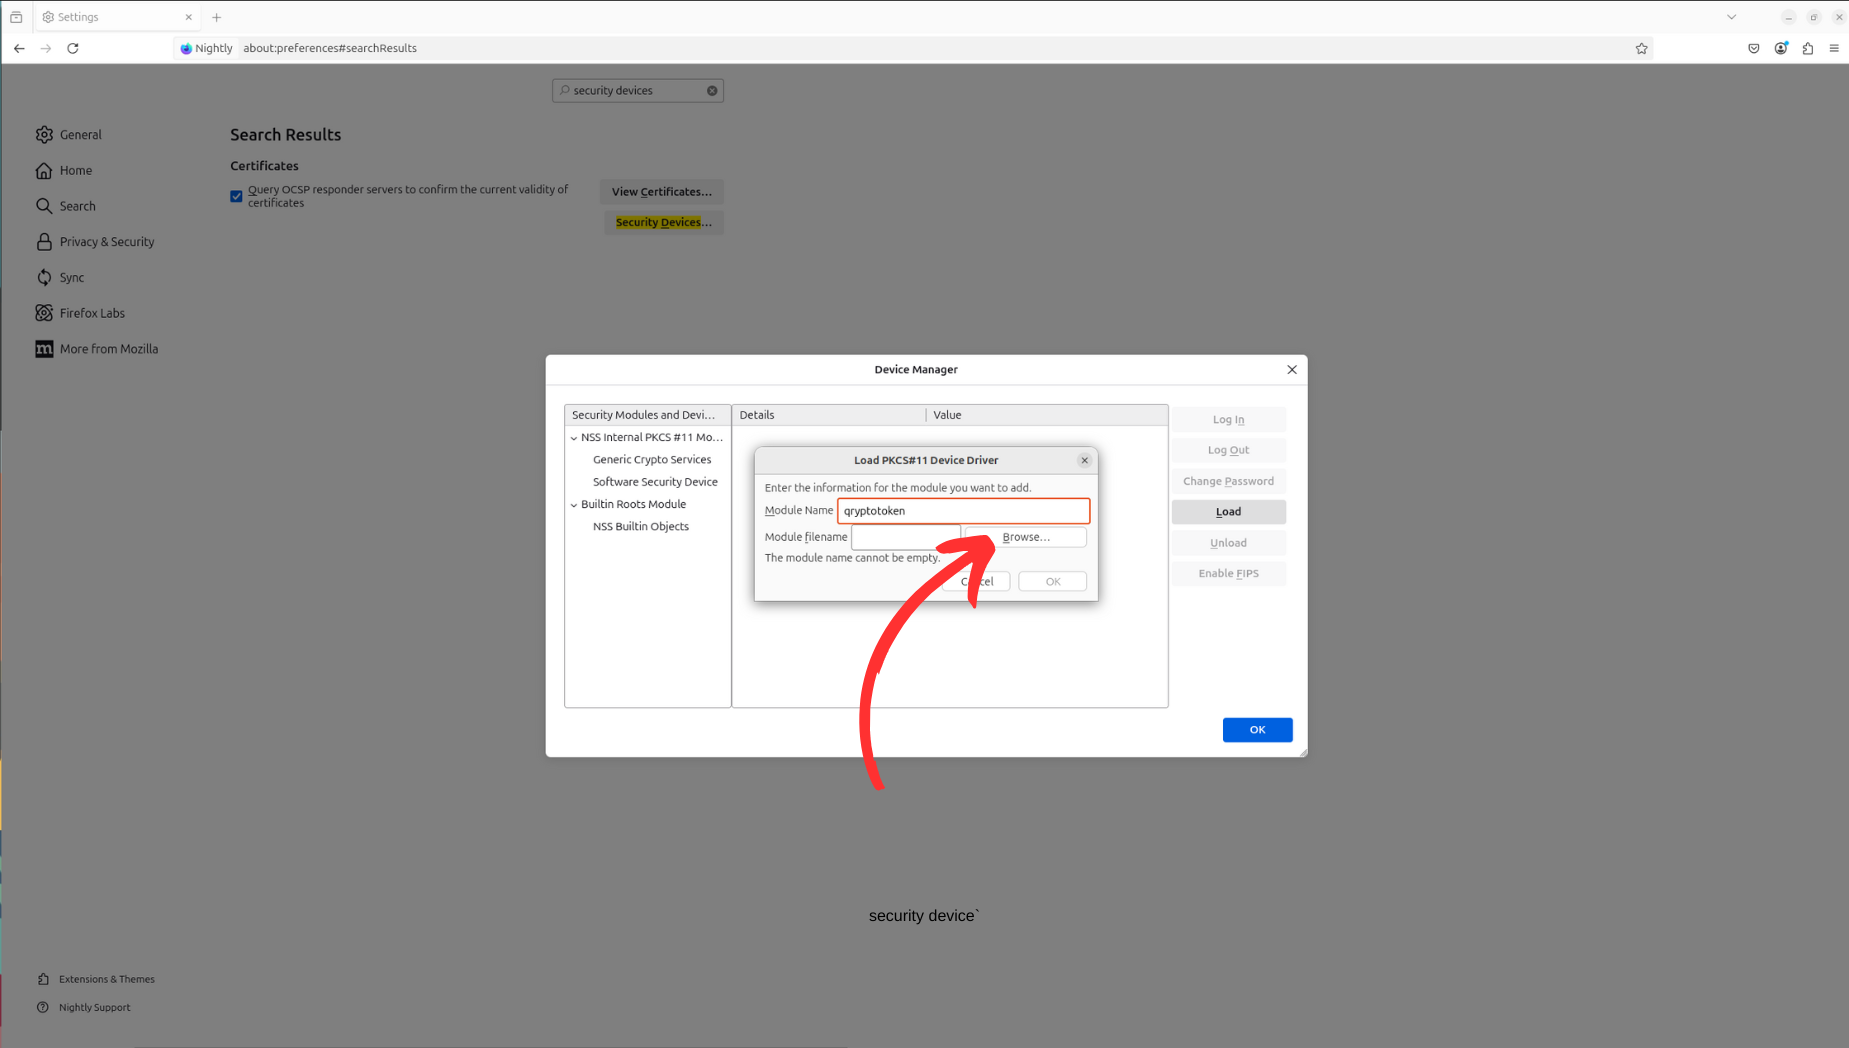 Settings
Nightly about:preferences#searchResults
security devices
General
Home
Search
Privacy & Security
Sync
Firefox Labs
More from Mozilla
Search Results
Certificates
Query OCSP responder servers to confirm the current validity of
certificates
View Certificates...
Security Devices...
Device Manager
Security Modules and Devi... Details Value
NSS Internal PKCS #11 Mo...
Generic Crypto Services
Software Security Device
Builtin Roots Module
NSS Builtin Objects
Load PKCS#11 Device Driver
Enter the information for the module you want to add.
Module Name qryptotoken
Module filename Browse...
The module name cannot be empty.
OK
Log In
Log Out
Change Password
Load
Unload
Enable FIPS
OK
security device`
Extensions & Themes
Nightly Support